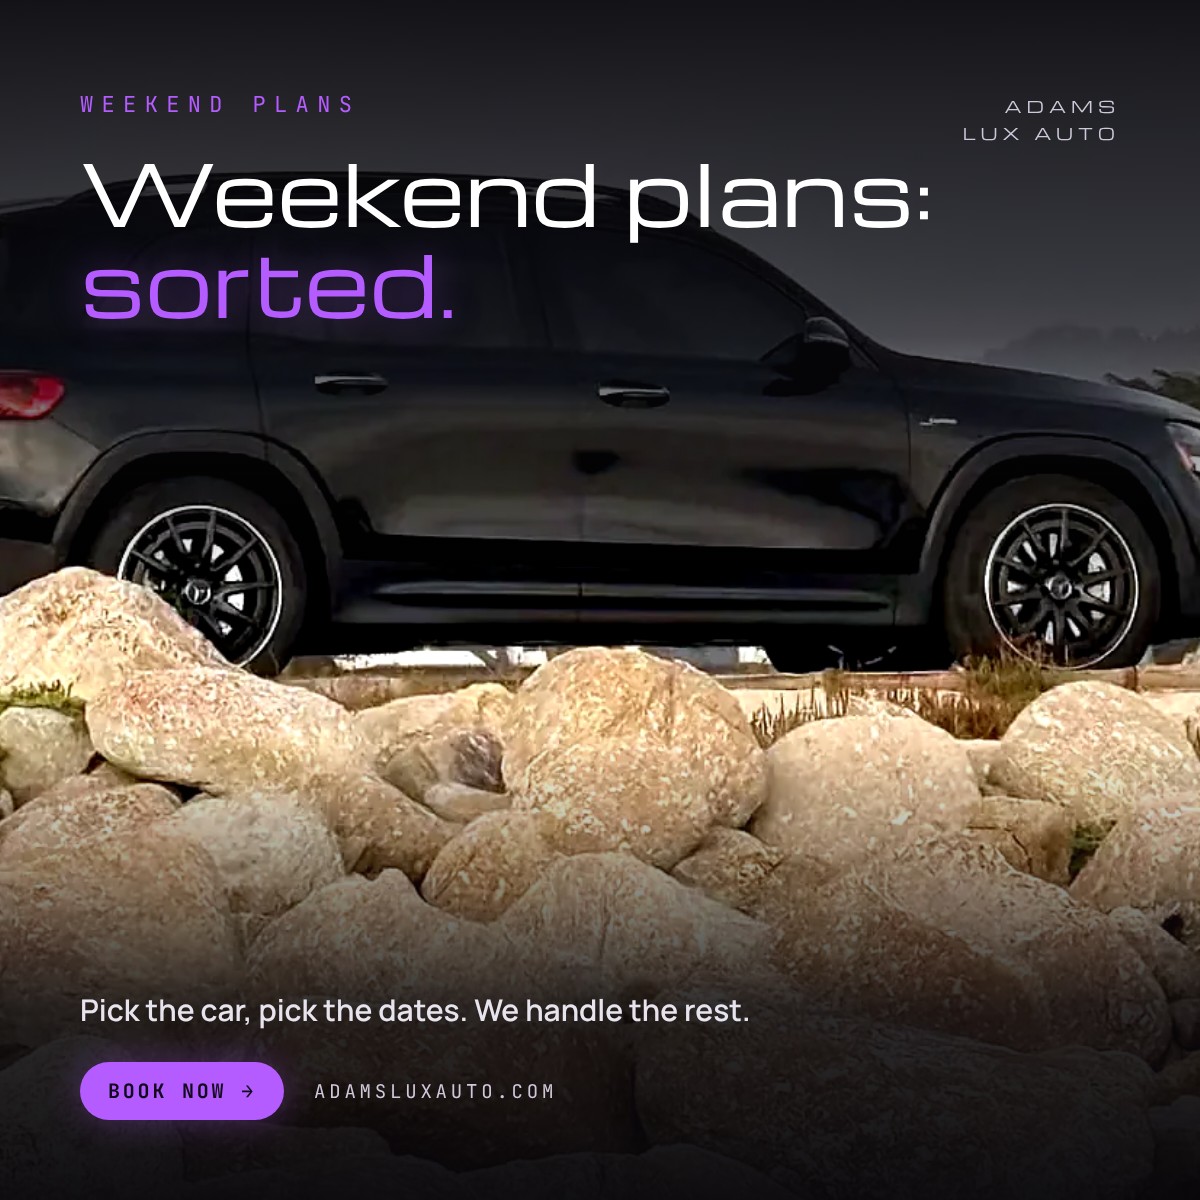 WEEKEND PLANS
ADAMS
LUX AUTO
Weekend plans:
sorted.
Pick the car, pick the dates. We handle the rest.
BOOK NOW →
ADAMSLUXAUTO.COM